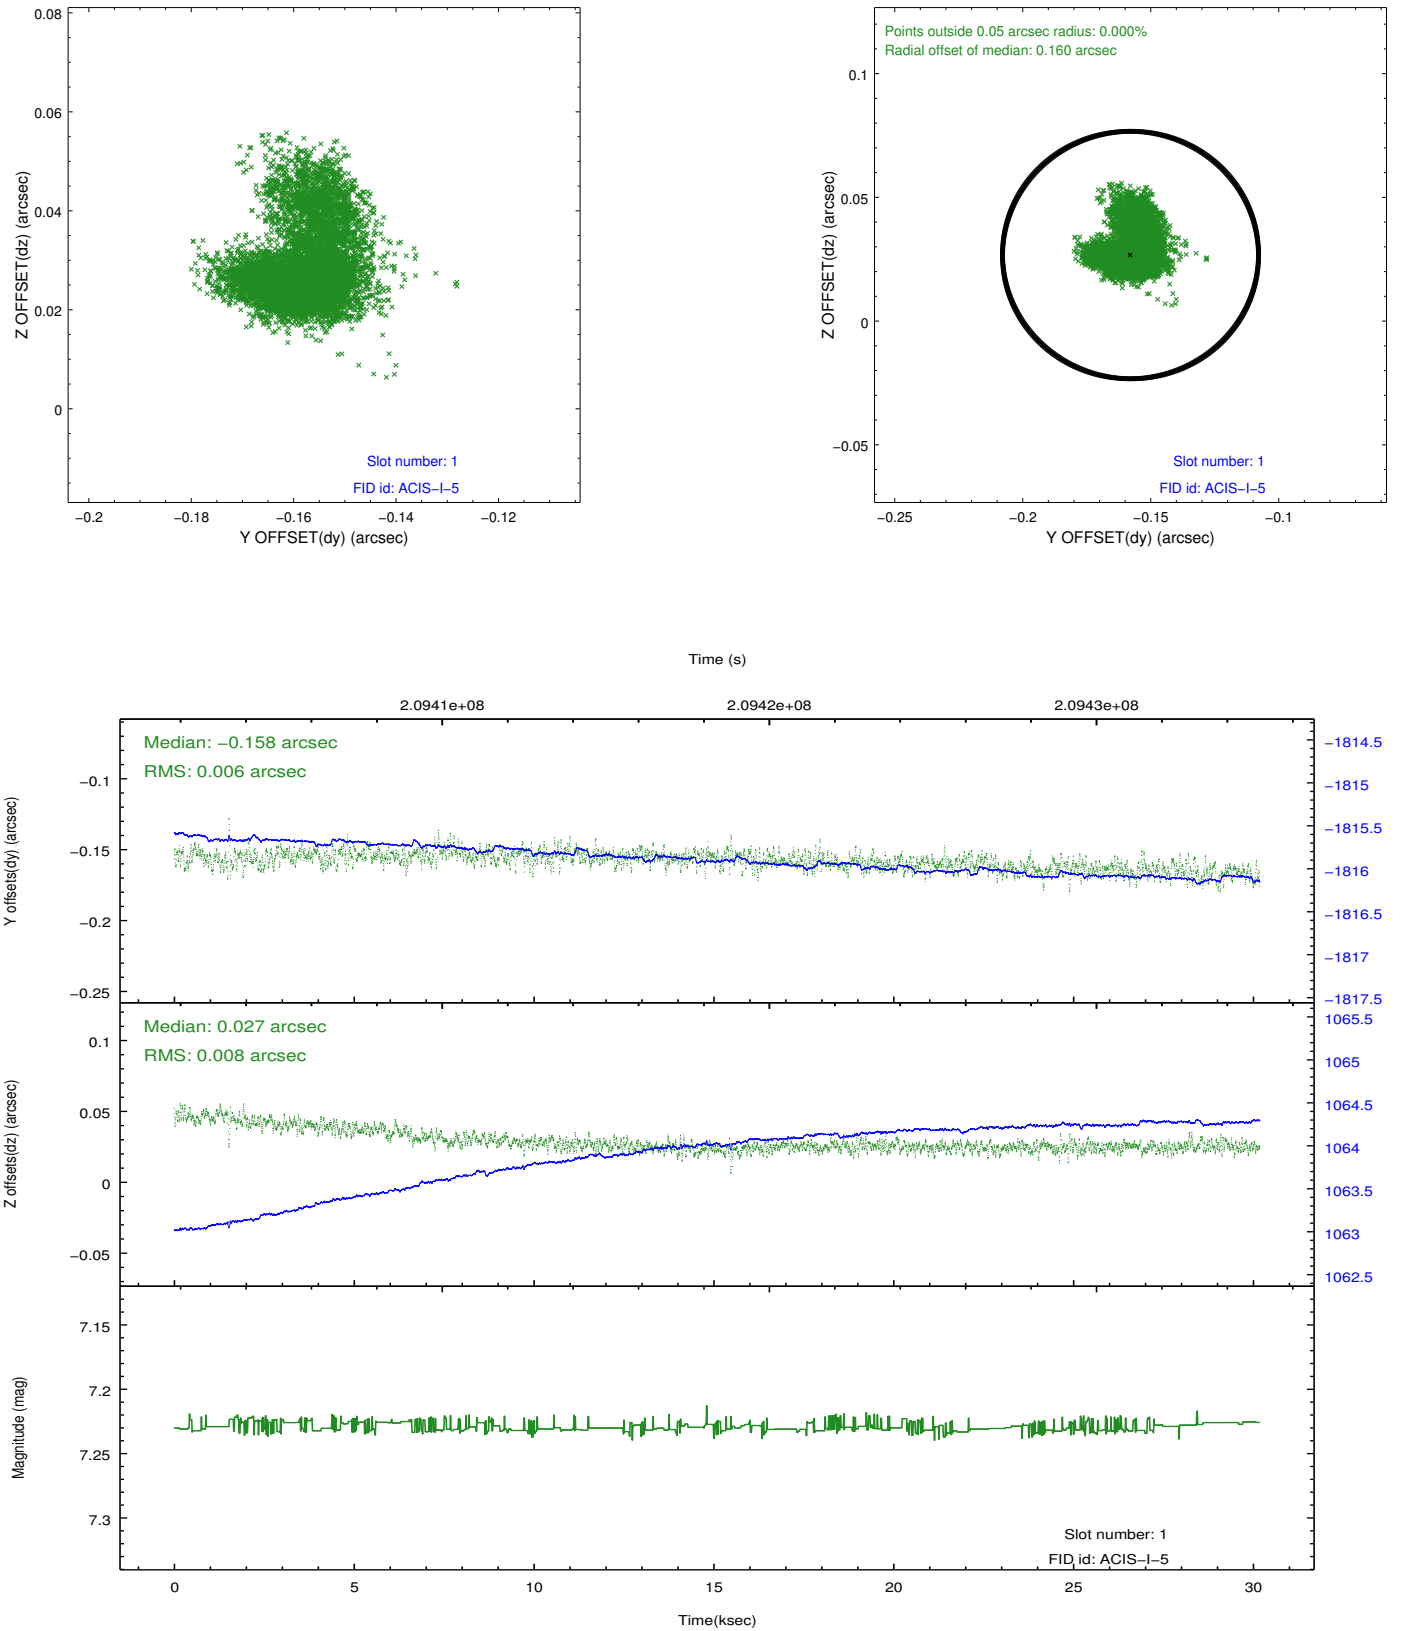 0.08
0.06
0.04
0.02
0
Z OFFSET(dz) (arcsec)
Slot number: 1
FID id: ACIS−I−5
−0.2 −0.18 −0.16 −0.14 −0.12
Y OFFSET(dy) (arcsec)
Points outside 0.05 arcsec radius: 0.000%
Radial offset of median: 0.160 arcsec
0.1
0.05
0
−0.05
Z OFFSET(dz) (arcsec)
Slot number: 1
FID id: ACIS−I−5
−0.25 −0.2 −0.15 −0.1
Y OFFSET(dy) (arcsec)
Time (s)
2.0941e+08 2.0942e+08 2.0943e+08
Median: −0.158 arcsec
RMS: 0.006 arcsec
−0.1
−0.15
−0.2
−0.25
Y offsets(dy) (arcsec)
−1814.5
−1815
−1815.5
−1816
−1816.5
−1817
−1817.5
Median: 0.027 arcsec
RMS: 0.008 arcsec
0.1
0.05
0
−0.05
Z offsets(dz) (arcsec)
1065.5
1065
1064.5
1064
1063.5
1063
1062.5
7.15
7.2
7.25
7.3
Magnitude (mag)
Slot number: 1
FID id: ACIS−I−5
0 5 10 15 20 25 30
Time(ksec)